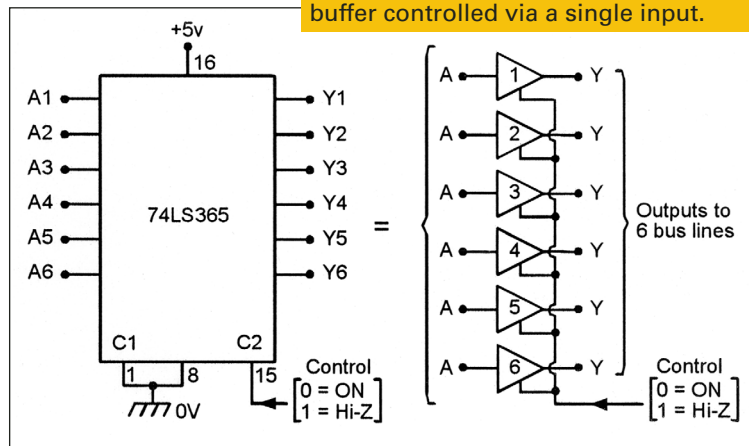 buffer controlled via a single input.
+5v
16
A1
A2
A3
A4
A5
A6
74LS365
Y1
Y2
Y3
Y4
Y5
Y6
C1
C2
1
8
15
0V
Control
0 = ON
1 = Hi-Z
=
A 1 Y
A 2 Y
A 3 Y
A 4 Y
A 5 Y
A 6 Y
Outputs to
6 bus lines
Control
0 = ON
1 = Hi-Z